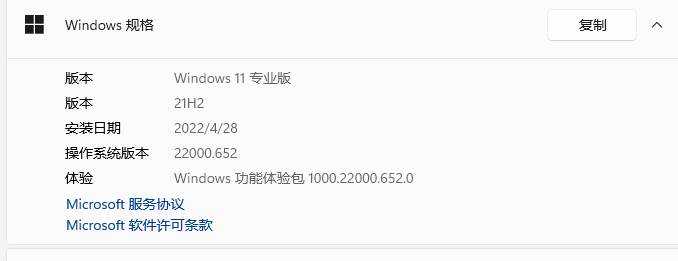 Windows 规格 复制
版本 Windows 11 专业版
版本 21H2
安装日期 2022/4/28
操作系统版本 22000.652
体验 Windows 功能体验包 1000.22000.652.0
Microsoft 服务协议
Microsoft 软件许可条款